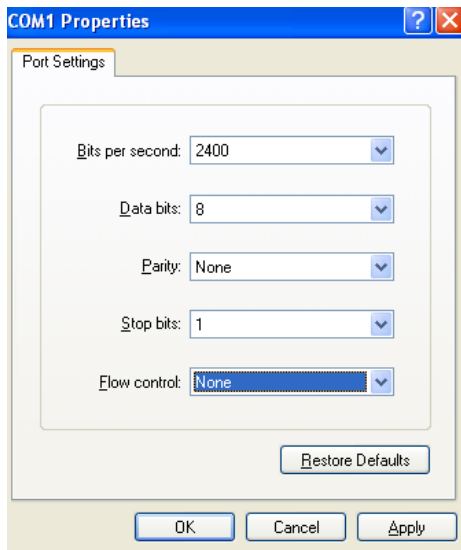 COM1 Properties
Port Settings
Bits per second: 2400
Data bits: 8
Parity: None
Stop bits: 1
Flow control: None
Restore Defaults
OK Cancel Apply